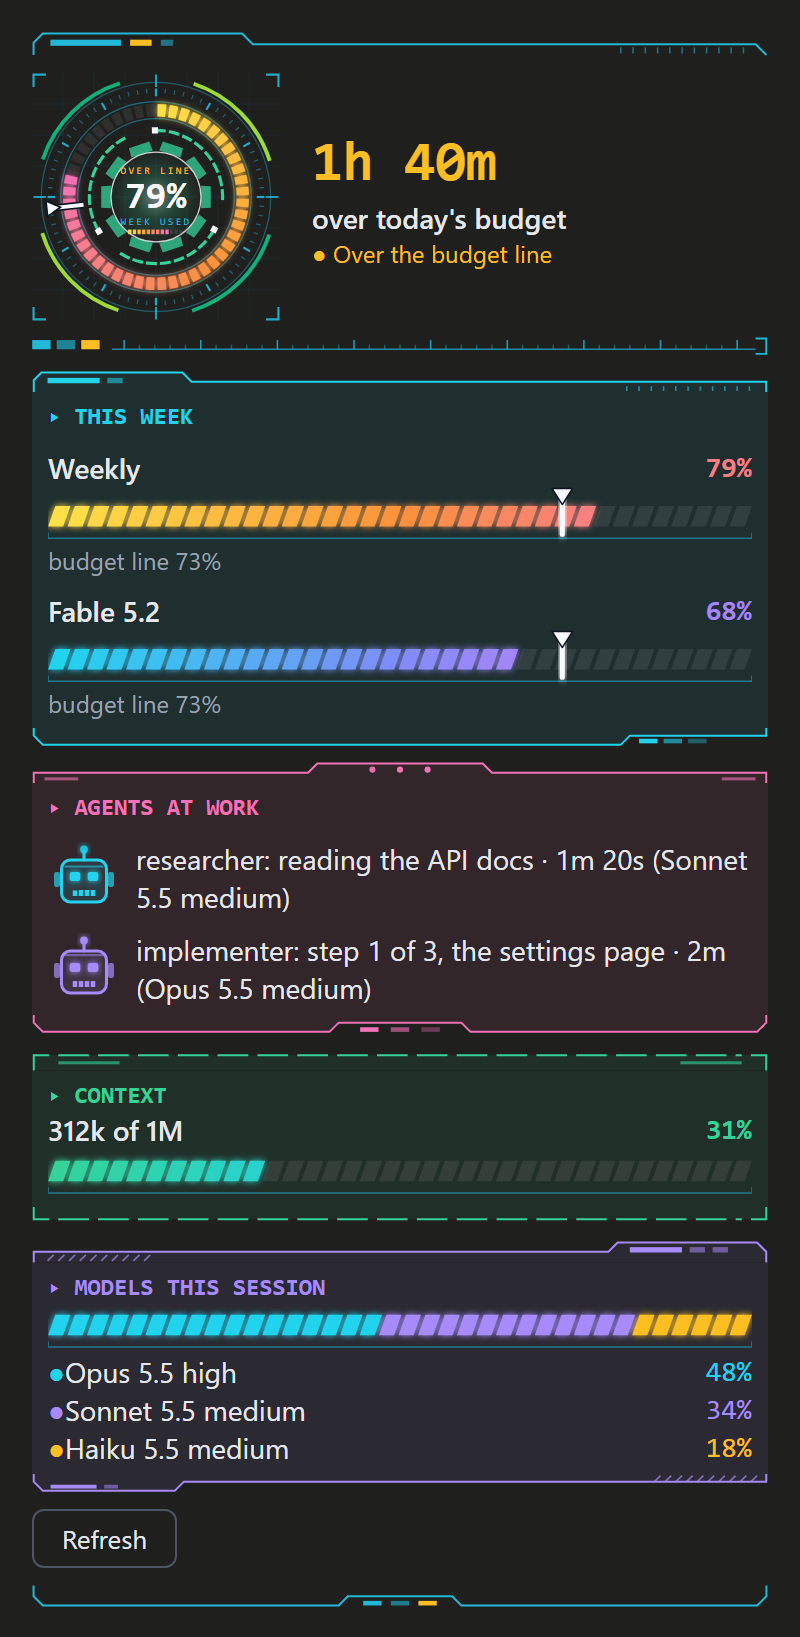 OVER LINE
79%
WEEK USED
1h 40m
over today's budget
Over the budget line
THIS WEEK
Weekly 79%
budget line 73%
Fable 5.2 68%
budget line 73%
AGENTS AT WORK
researcher: reading the API docs · 1m 20s (Sonnet
5.5 medium)
implementer: step 1 of 3, the settings page · 2m
(Opus 5.5 medium)
CONTEXT
312k of 1M 31%
MODELS THIS SESSION
Opus 5.5 high 48%
Sonnet 5.5 medium 34%
Haiku 5.5 medium 18%
Refresh